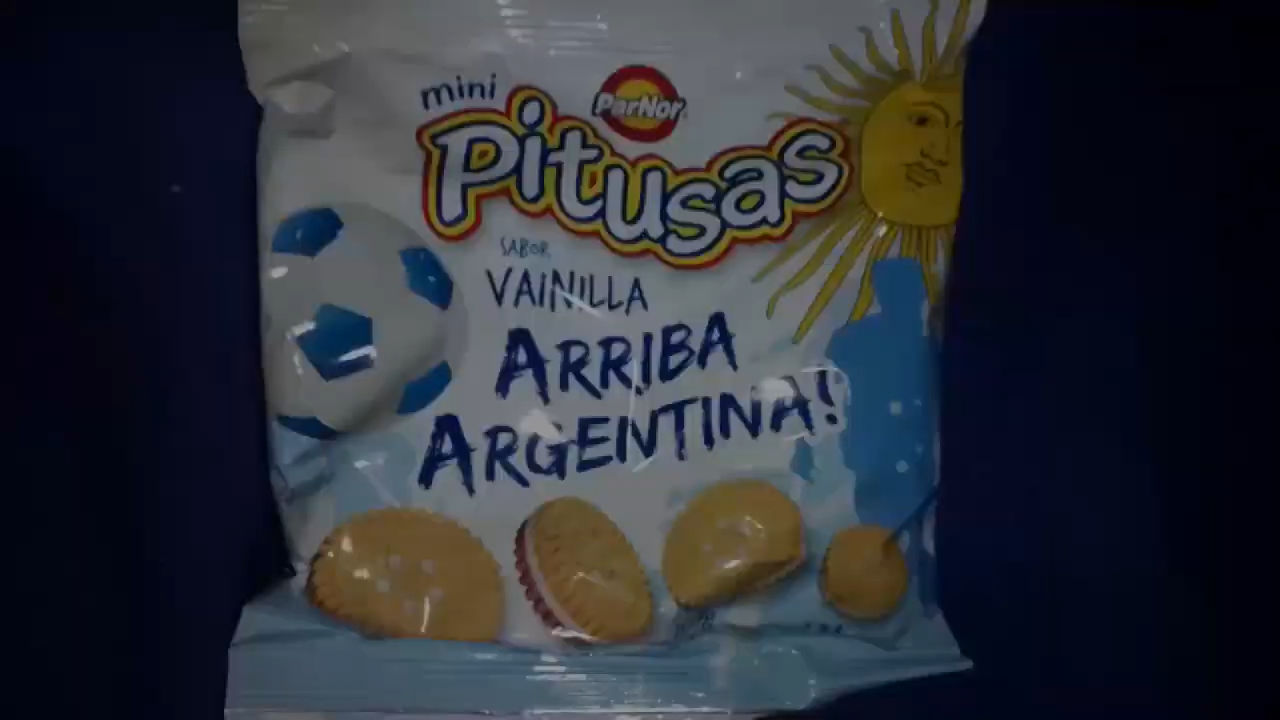 mini
ParNor
Pitusas
SABOR
VAINILLA
ARRIBA
ARGENTINA!